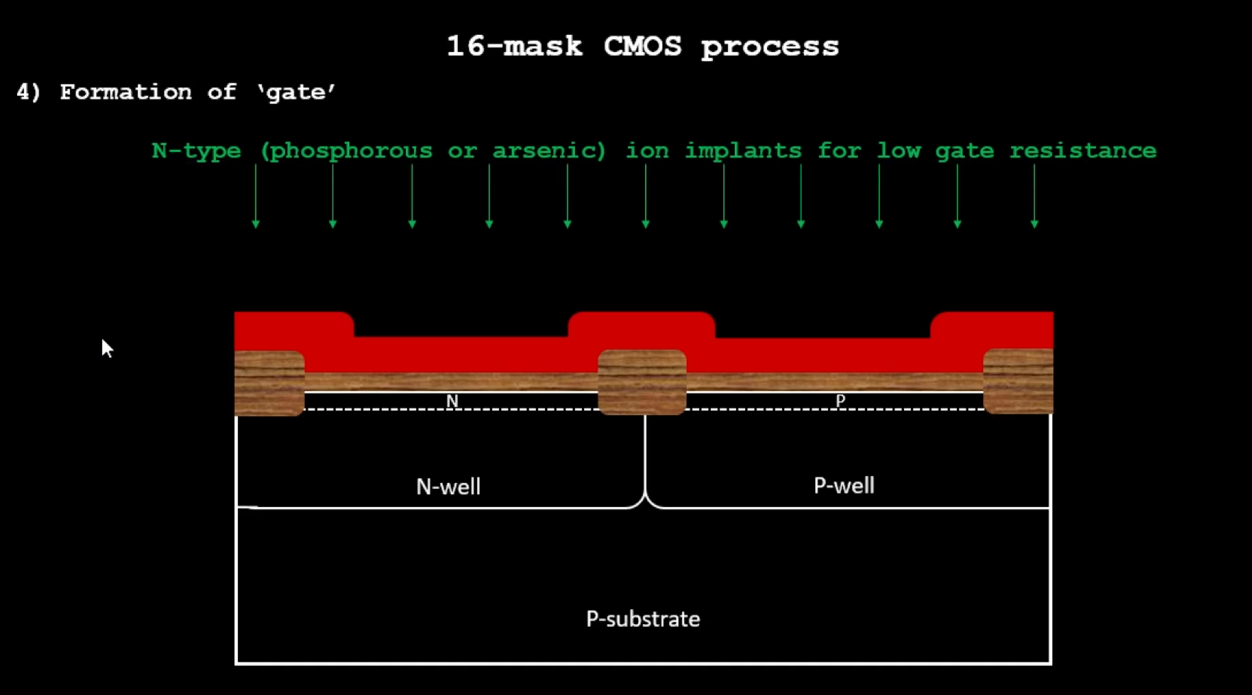 16-mask CMOS process
4) Formation of ‘gate’
N-type (phosphorous or arsenic) ion implants for low gate resistance
N
P
N-well
P-well
P-substrate